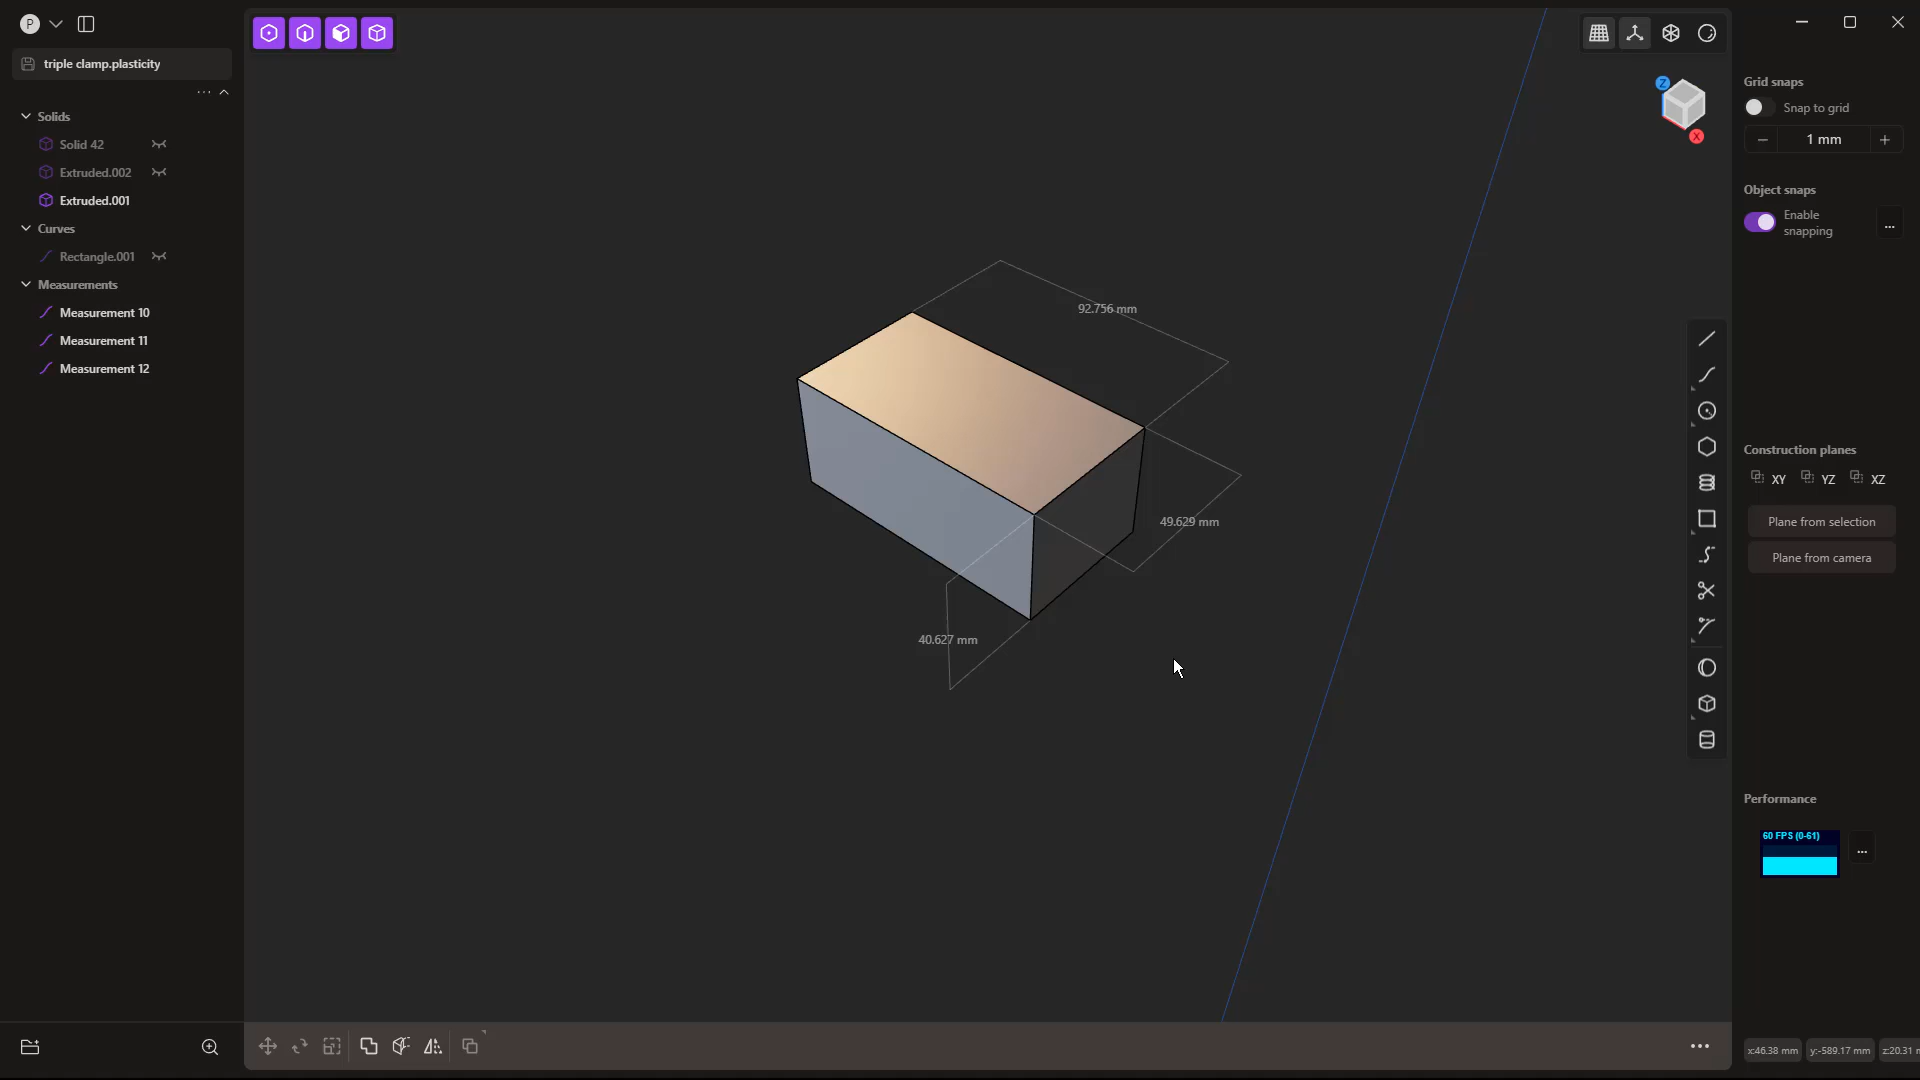 P
triple clamp.plasticity
Solids
Solid 42
Extruded.002
Extruded.001
Curves
Rectangle.001
Measurements
Measurement 10
Measurement 11
Measurement 12
92.756 mm
49.629 mm
40.627 mm
Z
X
Grid snaps
Snap to grid
1 mm
Object snaps
Enable
snapping
...
Construction planes
XY YZ XZ
Plane from selection
Plane from camera
Performance
60 FPS (0-61)
...
x:46.38 mm y:-589.17 mm z:20.31 m